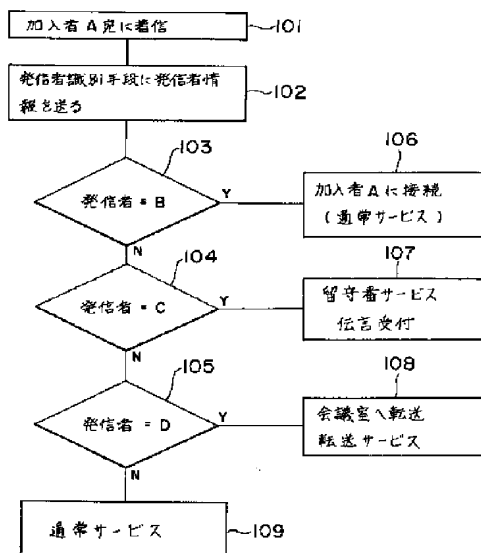 加入者A宛に着信
101
発信者識別手段に発信者情
報を送る
102
103
発信者=B
Y
N
106
加入者Aに接続
(通常サービス)
104
発信者=C
Y
N
107
留守番サービス
伝言受付
105
発信者=D
Y
N
108
会議室へ転送
転送サービス
通常サービス
109